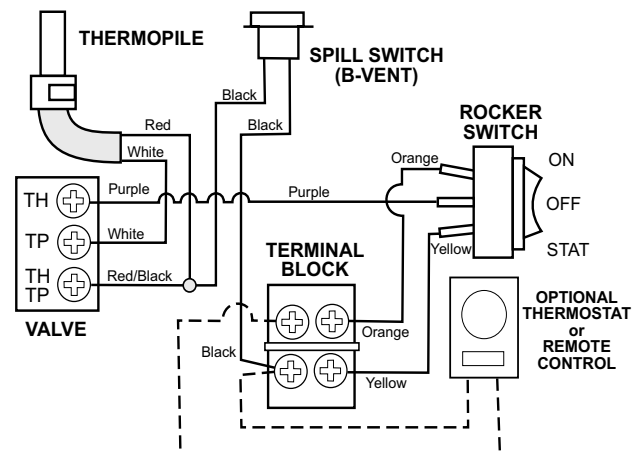 THERMOPILE
SPILL SWITCH
(B-VENT)
Black
Black
Red
White
ROCKER
SWITCH
Orange
ON
OFF
STAT
TH
Purple
Purple
TP
White
Yellow
TH
TP
Red/Black
VALVE
TERMINAL
BLOCK
Orange
Black
Yellow
OPTIONAL
THERMOSTAT
or
REMOTE
CONTROL